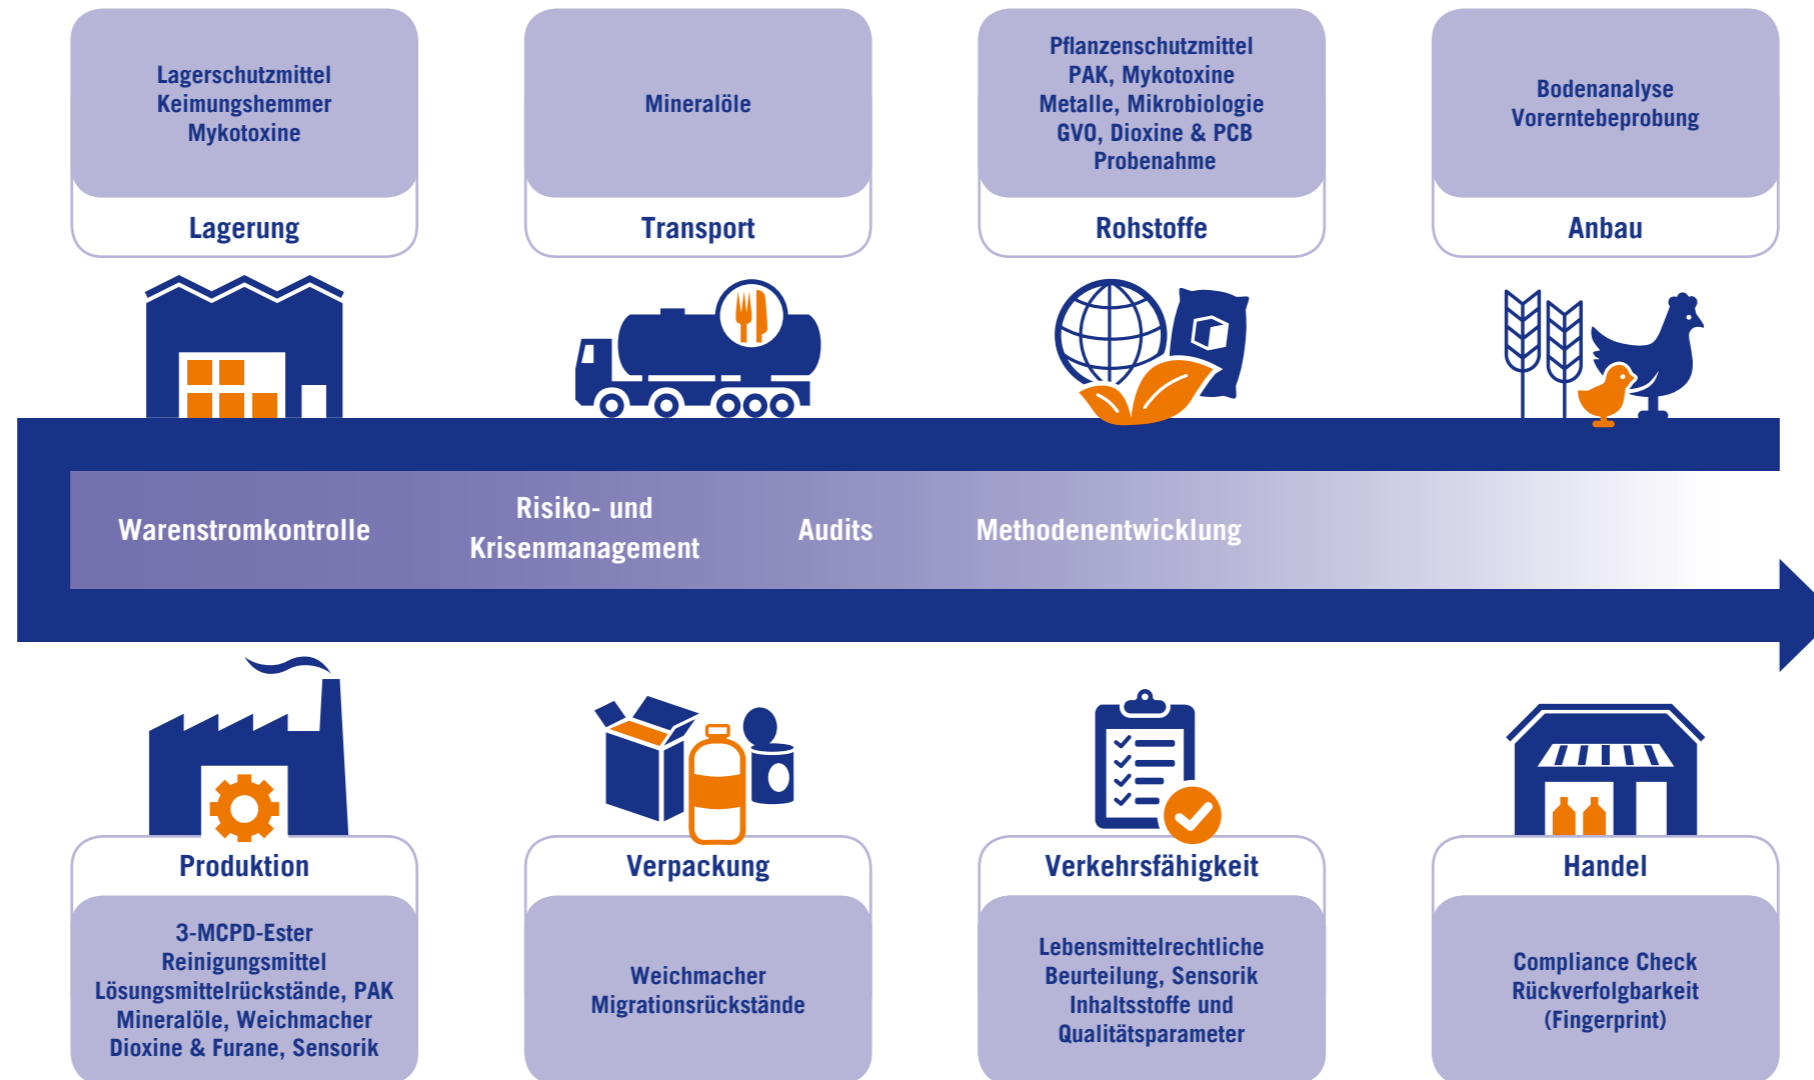 Lagerschutzmittel
Keimungshemmer
Mykotoxine
Lagerung
Mineralöle
Transport
Pflanzenschutzmittel
PAK, Mykotoxine
Metalle, Mikrobiologie
GVO, Dioxine & PCB
Probenahme
Rohstoffe
Bodenanalyse
Vorerntebeprobung
Anbau
Warenstromkontrolle
Risiko- und
Krisenmanagement
Audits
Methodenentwicklung
Produktion
3-MCPD-Ester
Reinigungsmittel
Lösungsmittelrückstände, PAK
Mineralöle, Weichmacher
Dioxine & Furane, Sensorik
Verpackung
Weichmacher
Migrationsrückstände
Verkehrsfähigkeit
Lebensmittelrechtliche
Beurteilung, Sensorik
Inhaltsstoffe und
Qualitätsparameter
Handel
Compliance Check
Rückverfolgbarkeit
(Fingerprint)